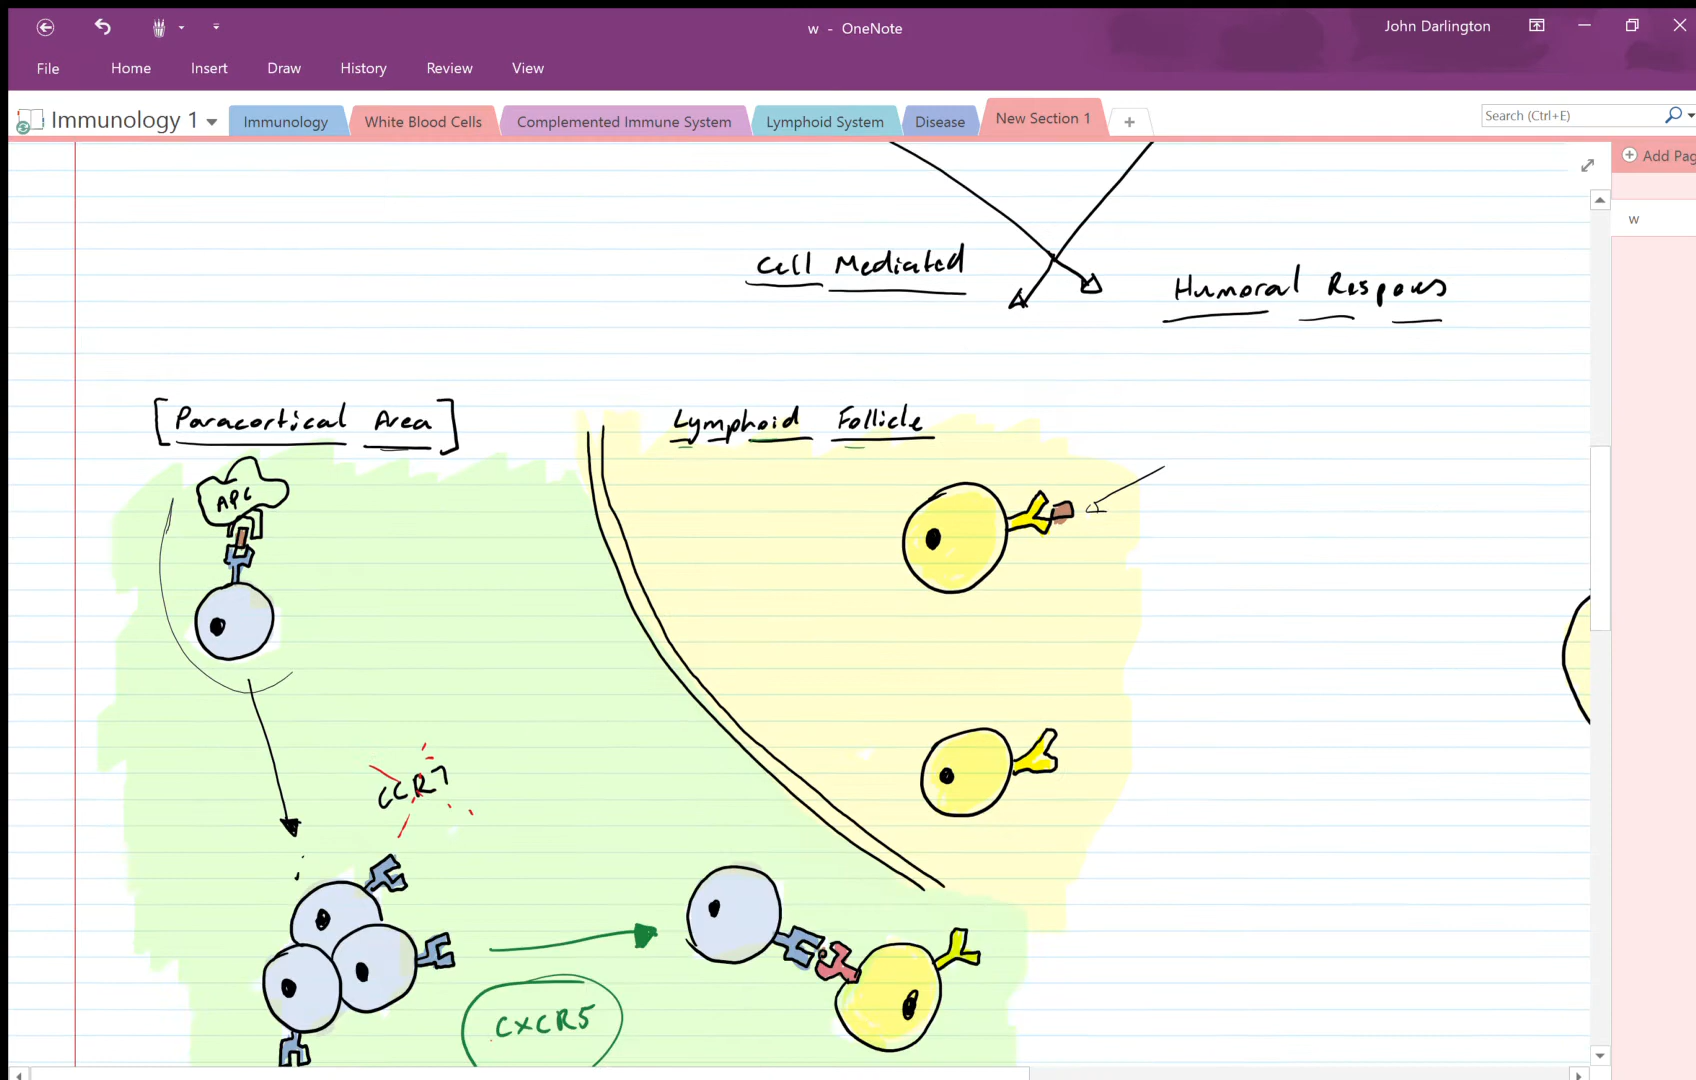 w - OneNote
John Darlington
File Home Insert Draw History Review View
Immunology 1
Immunology
White Blood Cells
Complemented Immune System
Lymphoid System
Disease
New Section 1
Search (Ctrl+E)
Add Pag
w
Cell Mediated
Humoral Respons
[Paracortical Area]
Lymphoid Follicle
APC
CCR7
CXCR5